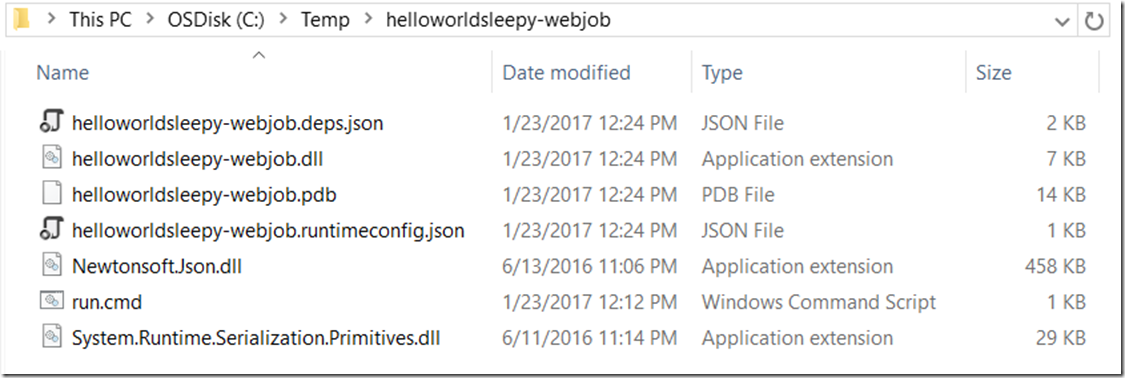 This PC > OSDisk (C:) > Temp > helloworldsleepy-webjob
Name Date modified Type Size
helloworldsleepy-webjob.deps.json 1/23/2017 12:24 PM JSON File 2 KB
helloworldsleepy-webjob.dll 1/23/2017 12:24 PM Application extension 7 KB
helloworldsleepy-webjob.pdb 1/23/2017 12:24 PM PDB File 14 KB
helloworldsleepy-webjob.runtimeconfig.json 1/23/2017 12:24 PM JSON File 1 KB
Newtonsoft.Json.dll 6/13/2016 11:06 PM Application extension 458 KB
run.cmd 1/23/2017 12:12 PM Windows Command Script 1 KB
System.Runtime.Serialization.Primitives.dll 6/11/2016 11:14 PM Application extension 29 KB